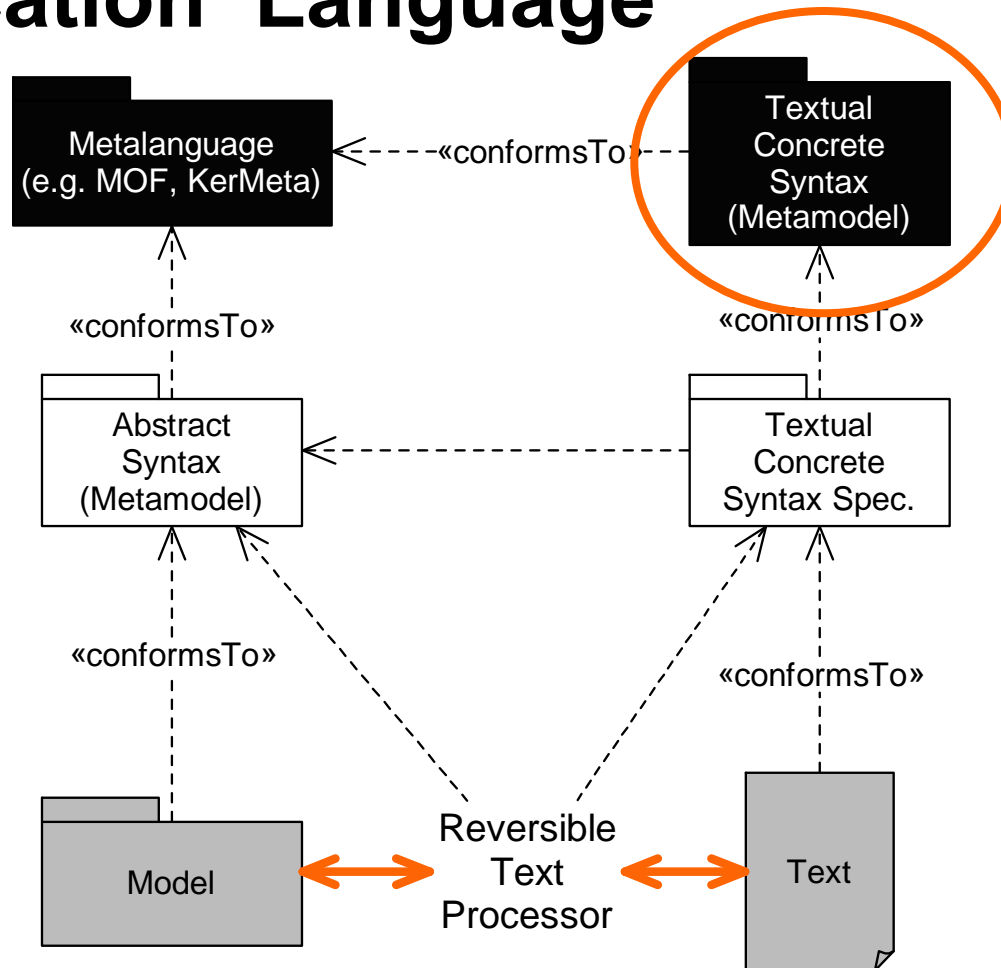 Language
Textual
Concrete
Syntax
(Metamodel)
Metalanguage
(e.g. MOF, KerMeta)
«conformsTo»
«conformsTo»
«conformsTo»
Abstract
Syntax
(Metamodel)
Textual
Concrete
Syntax Spec.
«conformsTo»
«conformsTo»
Reversible
Text
Processor
Model
Text